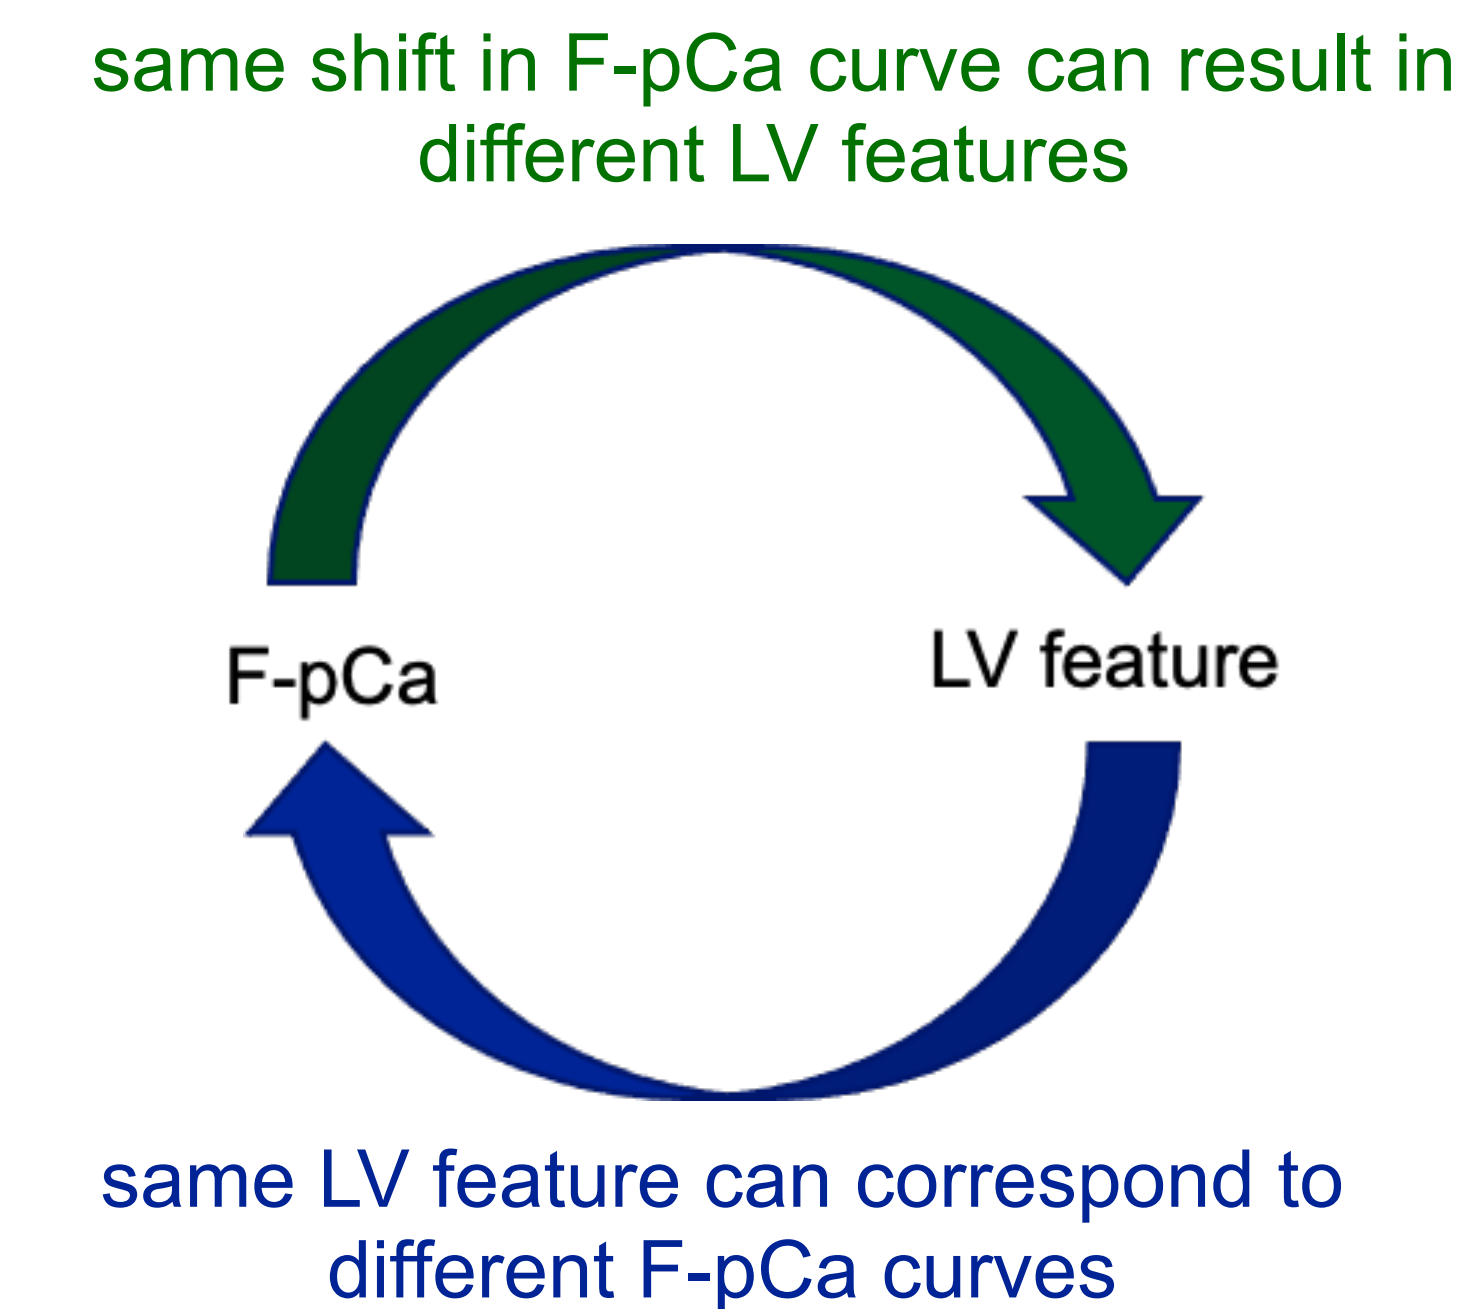 same shift in F-pCa curve can result in
different LV features
F-pCa
LV feature
same LV feature can correspond to
different F-pCa curves